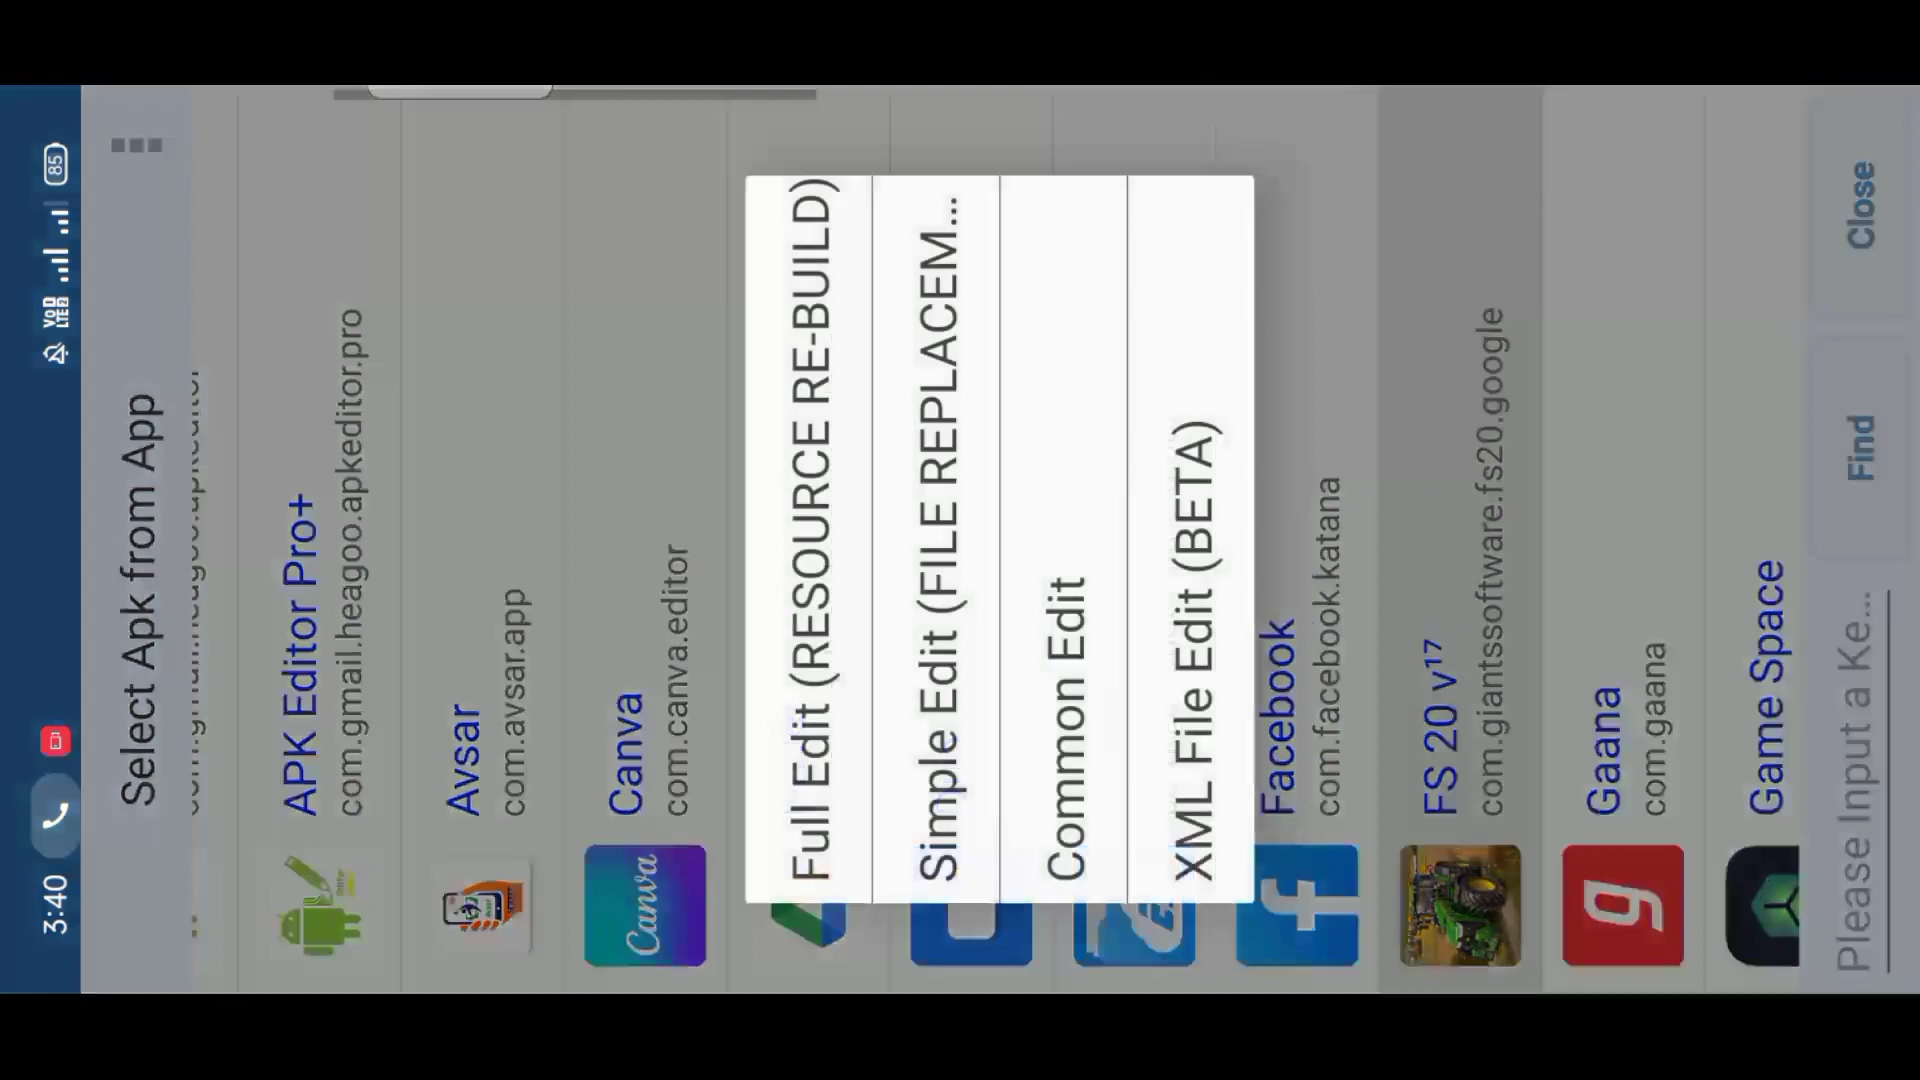 3:40
VoD
LTE2
85
Select Apk from App
APK Editor Pro+
com.gmail.heagoo.apkeditor.pro
Avsar
com.avsar.app
Canva
Canva
com.canva.editor
Full Edit (RESOURCE RE-BUILD)
Simple Edit (FILE REPLACEM...
Common Edit
XML File Edit (BETA)
Facebook
com.facebook.katana
FS 20 v¹⁷
com.giantssoftware.fs20.google
Gaana
com.gaana
Game Space
Please Input a Ke...
Find
Close